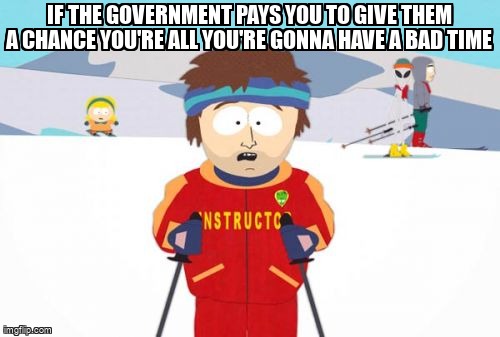 IF THE GOVERNMENT PAYS YOU TO GIVE THEM
A CHANCE YOU'RE ALL YOU'RE GONNA HAVE A BAD TIME
NSTRUCTO
imgflip.com